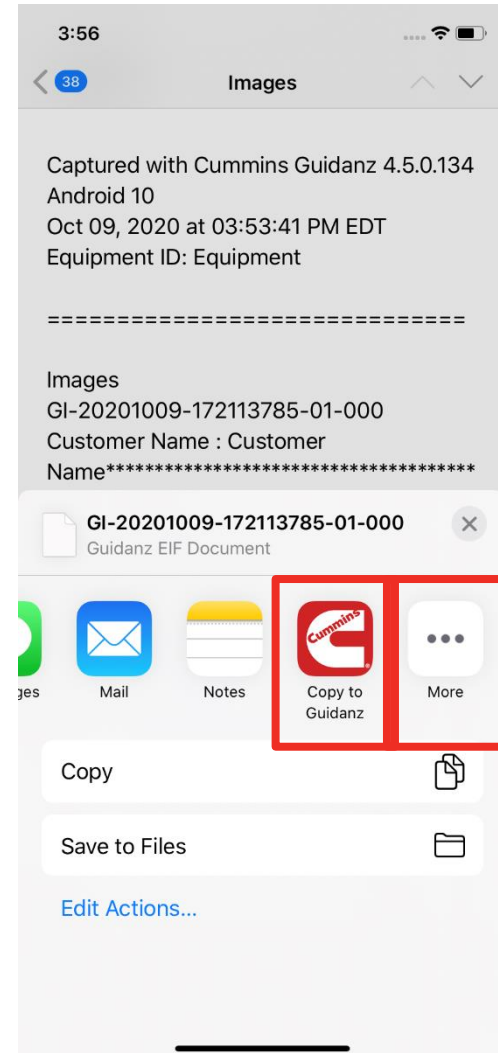 3:56
38
Images
Captured with Cummins Guidanz 4.5.0.134
Android 10
Oct 09, 2020 at 03:53:41 PM EDT
Equipment ID: Equipment
==============================
Images
GI-20201009-172113785-01-000
Customer Name : Customer
Name**************************************
GI-20201009-172113785-01-000
Guidanz EIF Document
Cummins
ges
Mail
Notes
Copy to
Guidanz
More
Copy
Save to Files
Edit Actions...